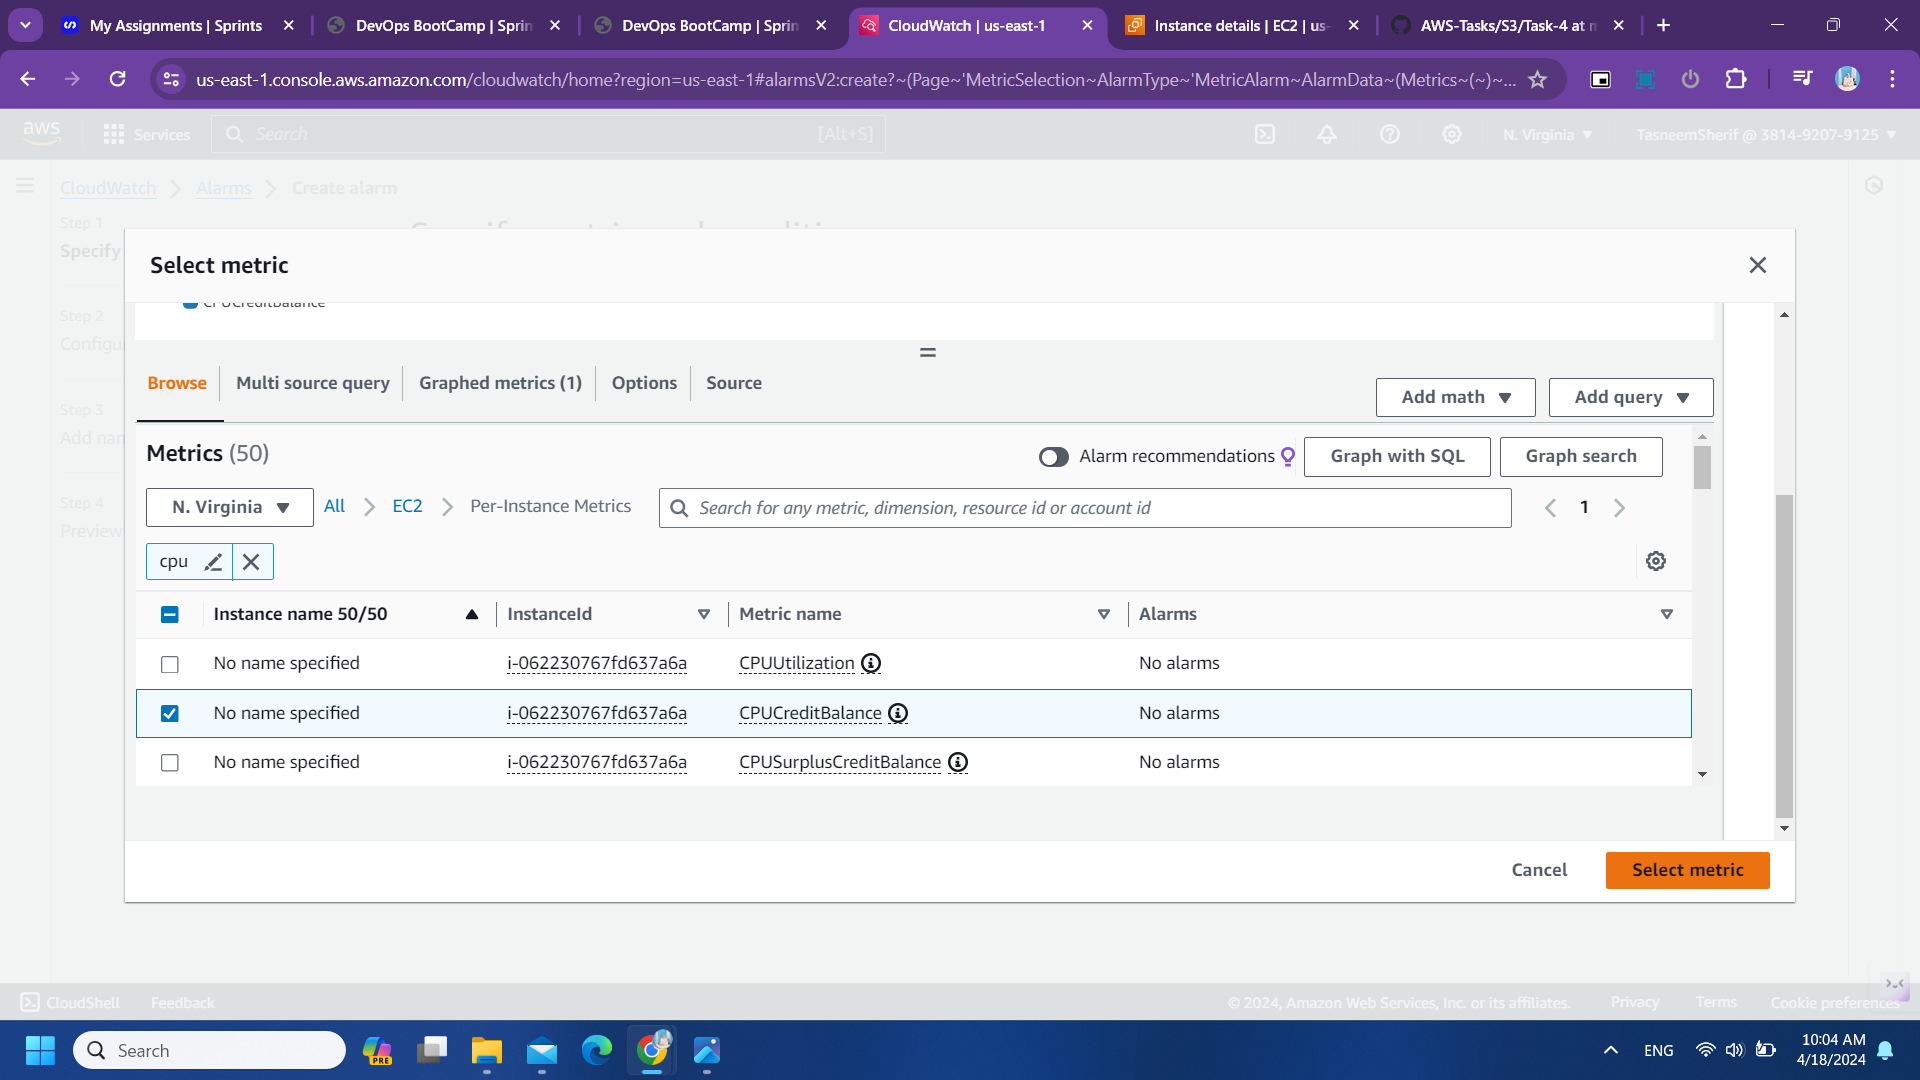 My Assignments | Sprints
DevOps BootCamp | Sprin
DevOps BootCamp | Sprin
CloudWatch | us-east-1
Instance details | EC2 | us-
AWS-Tasks/S3/Task-4 at m
us-east-1.console.aws.amazon.com/cloudwatch/home?region=us-east-1#alarmsV2:create?~(Page~'MetricSelection~AlarmType~'MetricAlarm~AlarmData~(Metrics~(~)~...
aws
Services
Search
[Alt+S]
N. Virginia
TasneemSherif @ 3814-9207-9125
CloudWatch
Alarms
Create alarm
Step 1
Specify
Step 2
Configu
Step 3
Add nam
Step 4
Preview
Select metric
CPUCreditBalance
Browse
Multi source query
Graphed metrics (1)
Options
Source
Add math
Add query
Metrics (50)
Alarm recommendations
Graph with SQL
Graph search
N. Virginia
All
EC2
Per-Instance Metrics
Search for any metric, dimension, resource id or account id
1
cpu
Instance name 50/50
InstanceId
Metric name
Alarms
No name specified
i-062230767fd637a6a
CPUUtilization
No alarms
No name specified
i-062230767fd637a6a
CPUCreditBalance
No alarms
No name specified
i-062230767fd637a6a
CPUSurplusCreditBalance
No alarms
Cancel
Select metric
CloudShell
Feedback
© 2024, Amazon Web Services, Inc. or its affiliates.
Privacy
Terms
Cookie preferences
Search
PRE
ENG
10:04 AM
4/18/2024